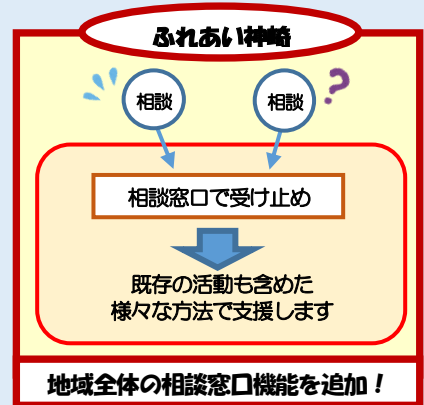 ふれあい神崎
相談
相談
?
相談窓口で受け止め
既存の活動も含めた
様々な方法で支援します
地域全体の相談窓口機能を追加！